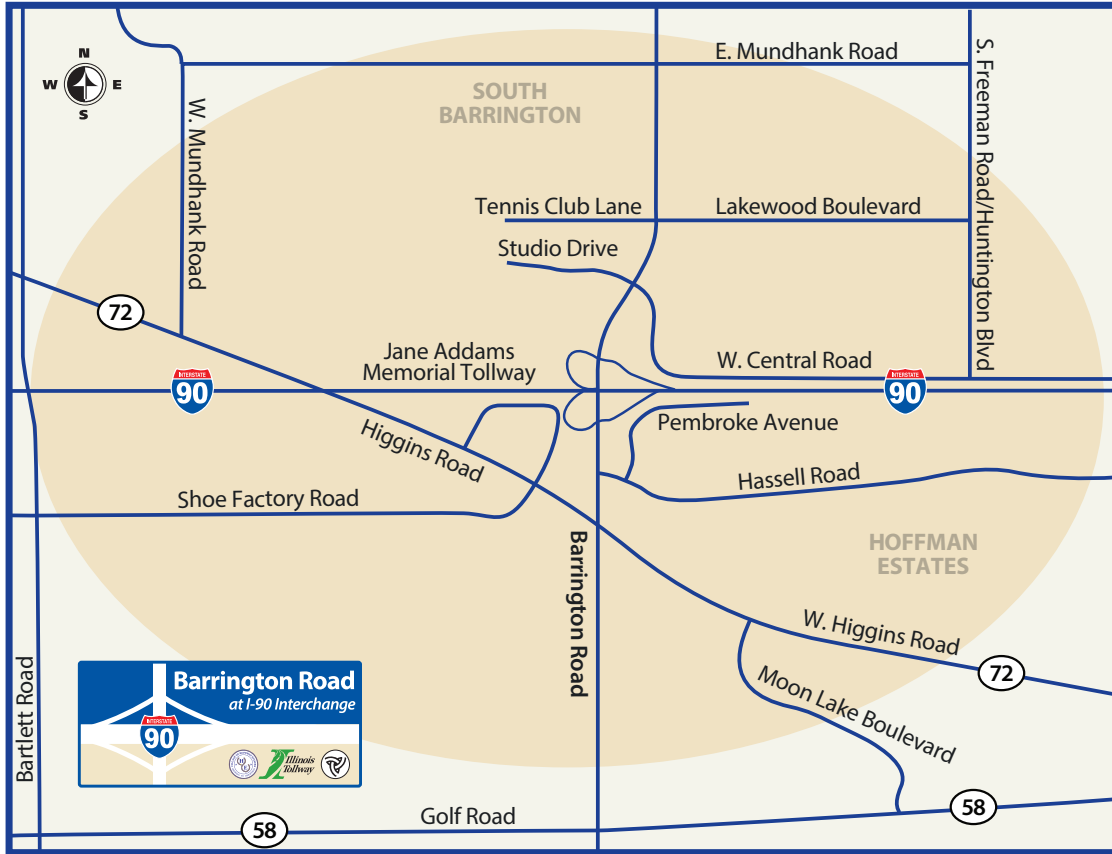 E. Mundhank Road
S. Freeman Road/Huntington Blvd
N
W
E
S
SOUTH
BARRINGTON
W. Mundhank Road
Tennis Club Lane
Lakewood Boulevard
Studio Drive
72
Jane Addams
Memorial Tollway
W. Central Road
INTERSTATE
90
INTERSTATE
90
Pembroke Avenue
Higgins Road
Hassell Road
Shoe Factory Road
Barrington Road
HOFFMAN
ESTATES
W. Higgins Road
72
Moon Lake Boulevard
Bartlett Road
Barrington Road
at I-90 Interchange
INTERSTATE
90
Illinois
Tollway
Golf Road
58
58